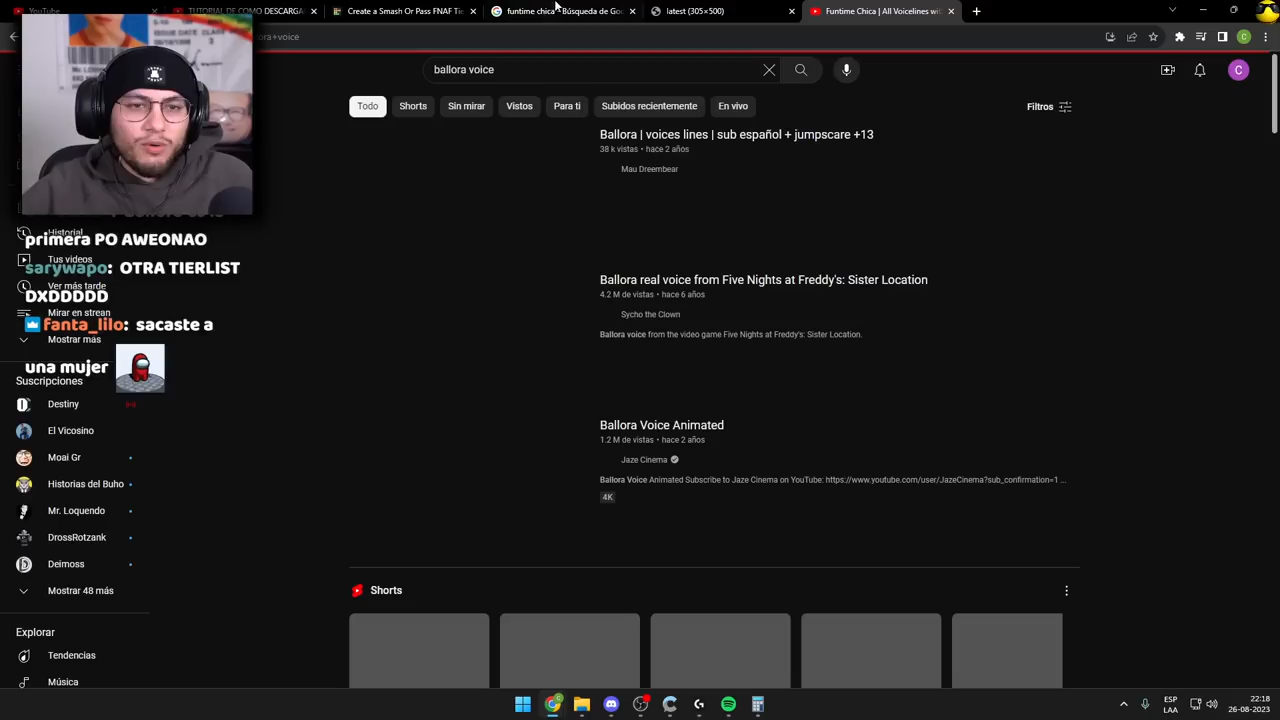 YouTube
TUTORIAL DE COMO DESCARGA
Create a Smash Or Pass FNAF Tie
funtime chica - Búsqueda de Go
latest (305×500)
Funtime Chica | All Voicelines wit
ora+voice
ISSUE DATE CLASS
ballora voice
Todo
Shorts
Sin mirar
Vistos
Para ti
Subidos recientemente
En vivo
Filtros
Ballora | voices lines | sub español + jumpscare +13
38 k vistas • hace 2 años
Mau Dreembear
Historial
primera PO AWEONAO
Tus videos
sarywapo: OTRA TIERLIST
Ver más tarde
DXDDDDD
Mirar en strean
fanta_lilo: sacaste a
Mostrar más
una mujer
Ballora real voice from Five Nights at Freddy's: Sister Location
4.2 M de vistas • hace 6 años
Sycho the Clown
Ballora voice from the video game Five Nights at Freddy's: Sister Location.
Suscripciones
Destiny
El Vicosino
Moai Gr
Historias del Buho
Mr. Loquendo
DrossRotzank
Deimoss
Mostrar 48 más
Ballora Voice Animated
1.2 M de vistas • hace 2 años
Jaze Cinema
Ballora Voice Animated Subscribe to Jaze Cinema on YouTube: https://www.youtube.com/user/JazeCinema?sub_confirmation=1 ...
4K
Shorts
Explorar
Tendencias
Música
ESP
LAA
22:18
26-08-2023